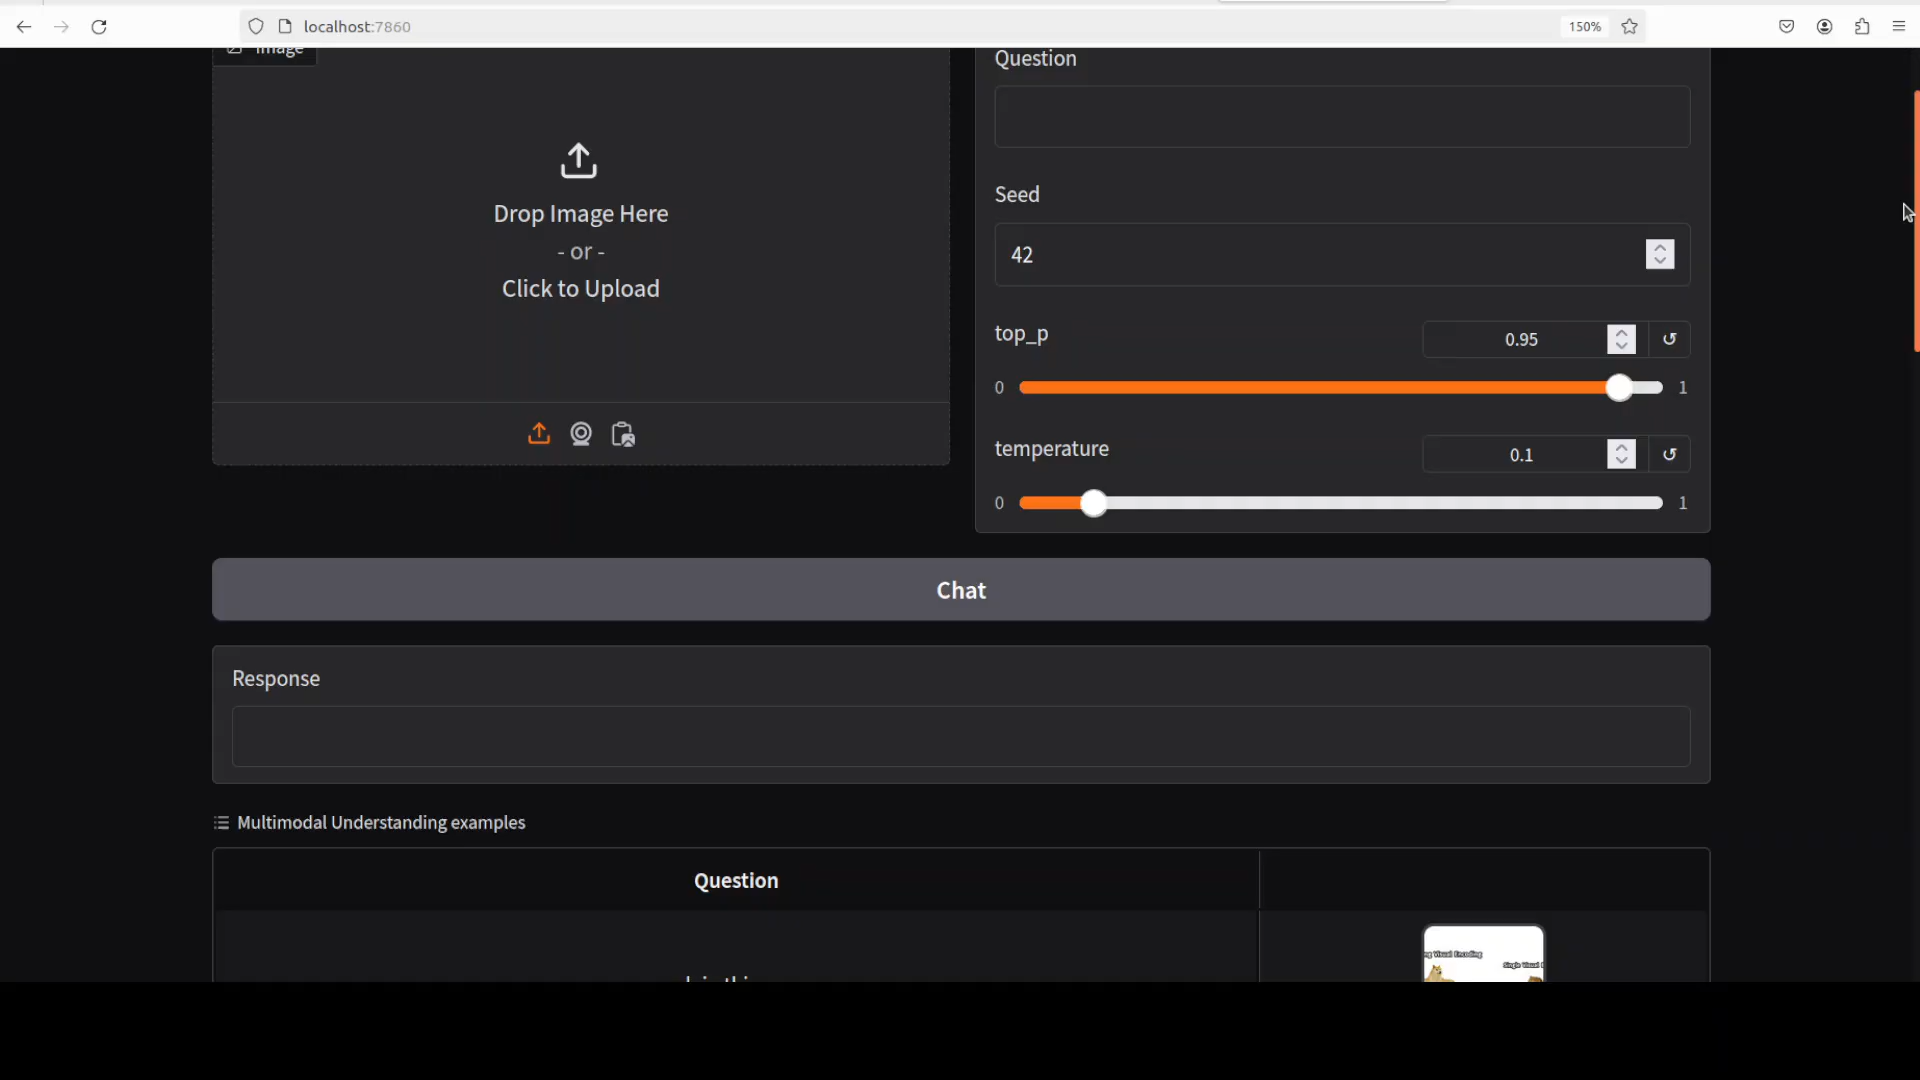 localhost:7860
150%
Image
Question
Drop Image Here
- or -
Click to Upload
Seed
42
top_p
0.95
0
1
temperature
0.1
0
1
Chat
Response
Multimodal Understanding examples
Question